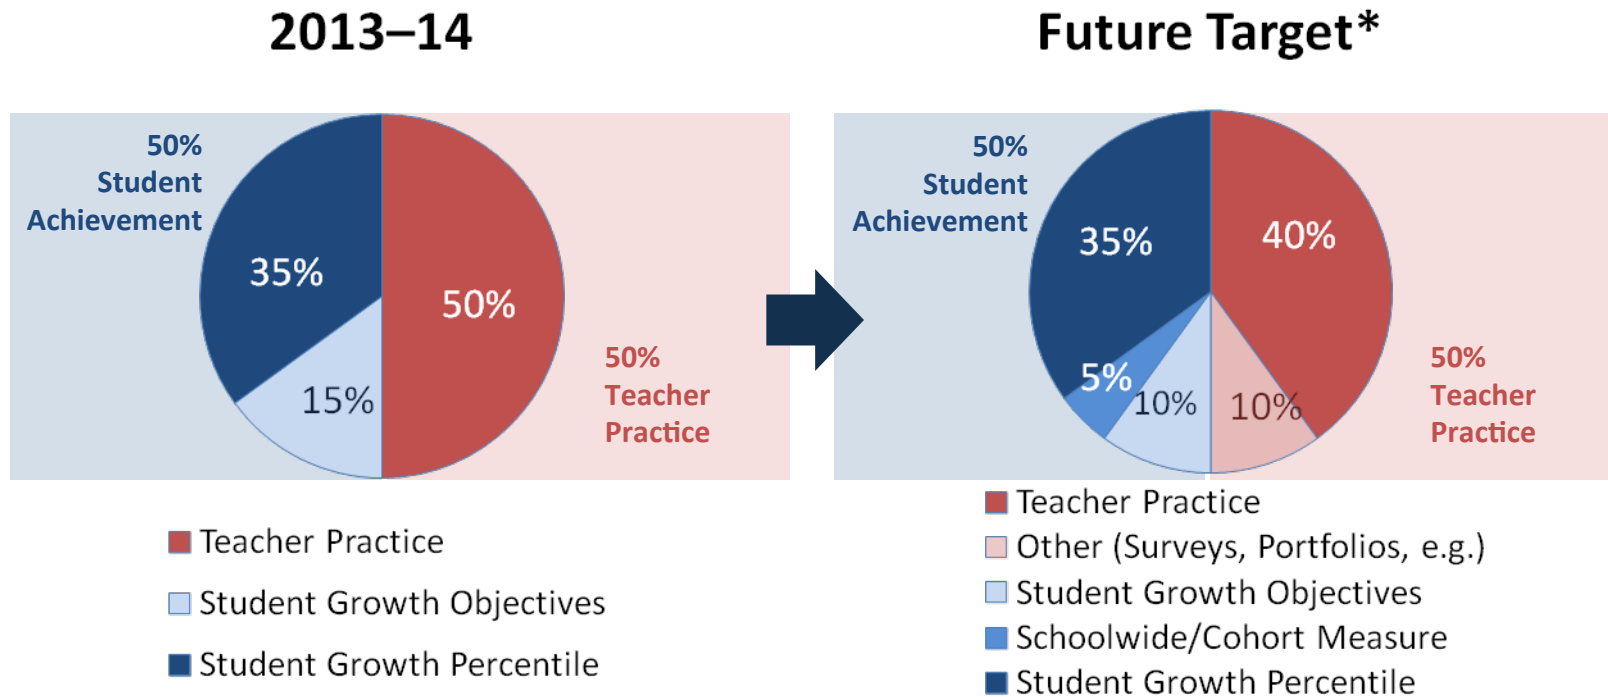 2013–14
50%
Student
Achievement
35%
50%
15%
50%
Teacher
Practice
Teacher Practice
Student Growth Objectives
Student Growth Percentile
Future Target*
50%
Student
Achievement
35%
40%
5%
10%
10%
50%
Teacher
Practice
Teacher Practice
Other (Surveys, Portfolios, e.g.)
Student Growth Objectives
Schoolwide/Cohort Measure
Student Growth Percentile